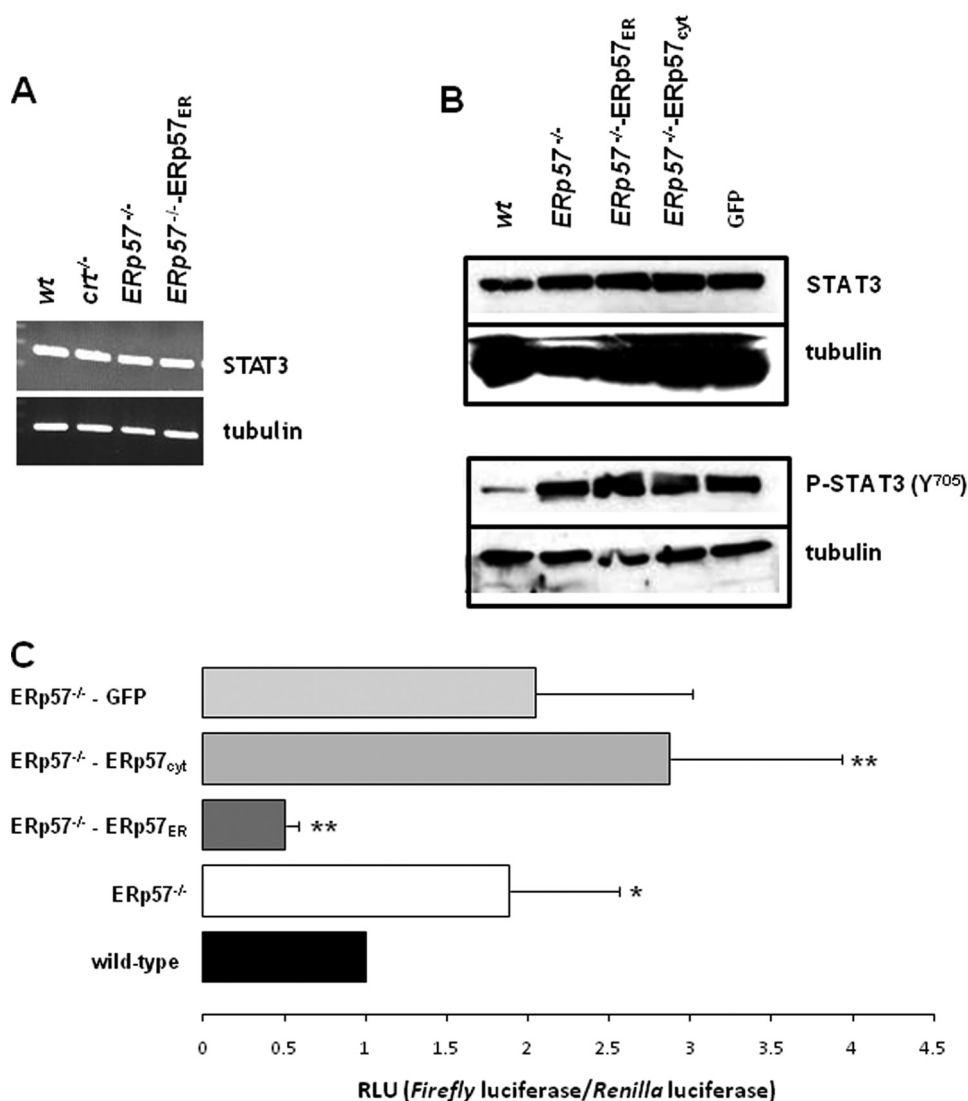 A
wt
crt-/-
ERp57-/-
ERp57-/--ERp57ER
STAT3
tubulin
B
wt
ERp57-/-
ERp57-/--ERp57ER
ERp57-/--ERp57cyt
GFP
STAT3
tubulin
P-STAT3 (Y705)
tubulin
C
ERp57-/- - GFP
ERp57-/- - ERp57cyt
**
ERp57-/- - ERp57ER
**
ERp57-/-
*
wild-type
0 0.5 1 1.5 2 2.5 3 3.5 4 4.5
RLU (Firefly luciferase/Renilla luciferase)